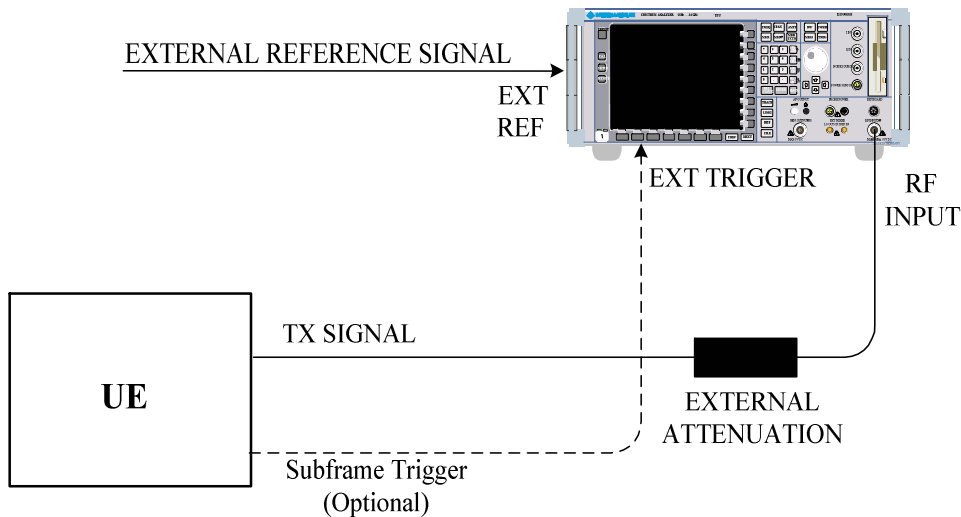 EXTERNAL REFERENCE SIGNAL
EXT
REF
EXT TRIGGER
RF
INPUT
TX SIGNAL
UE
EXTERNAL
ATTENUATION
Subframe Trigger
(Optional)